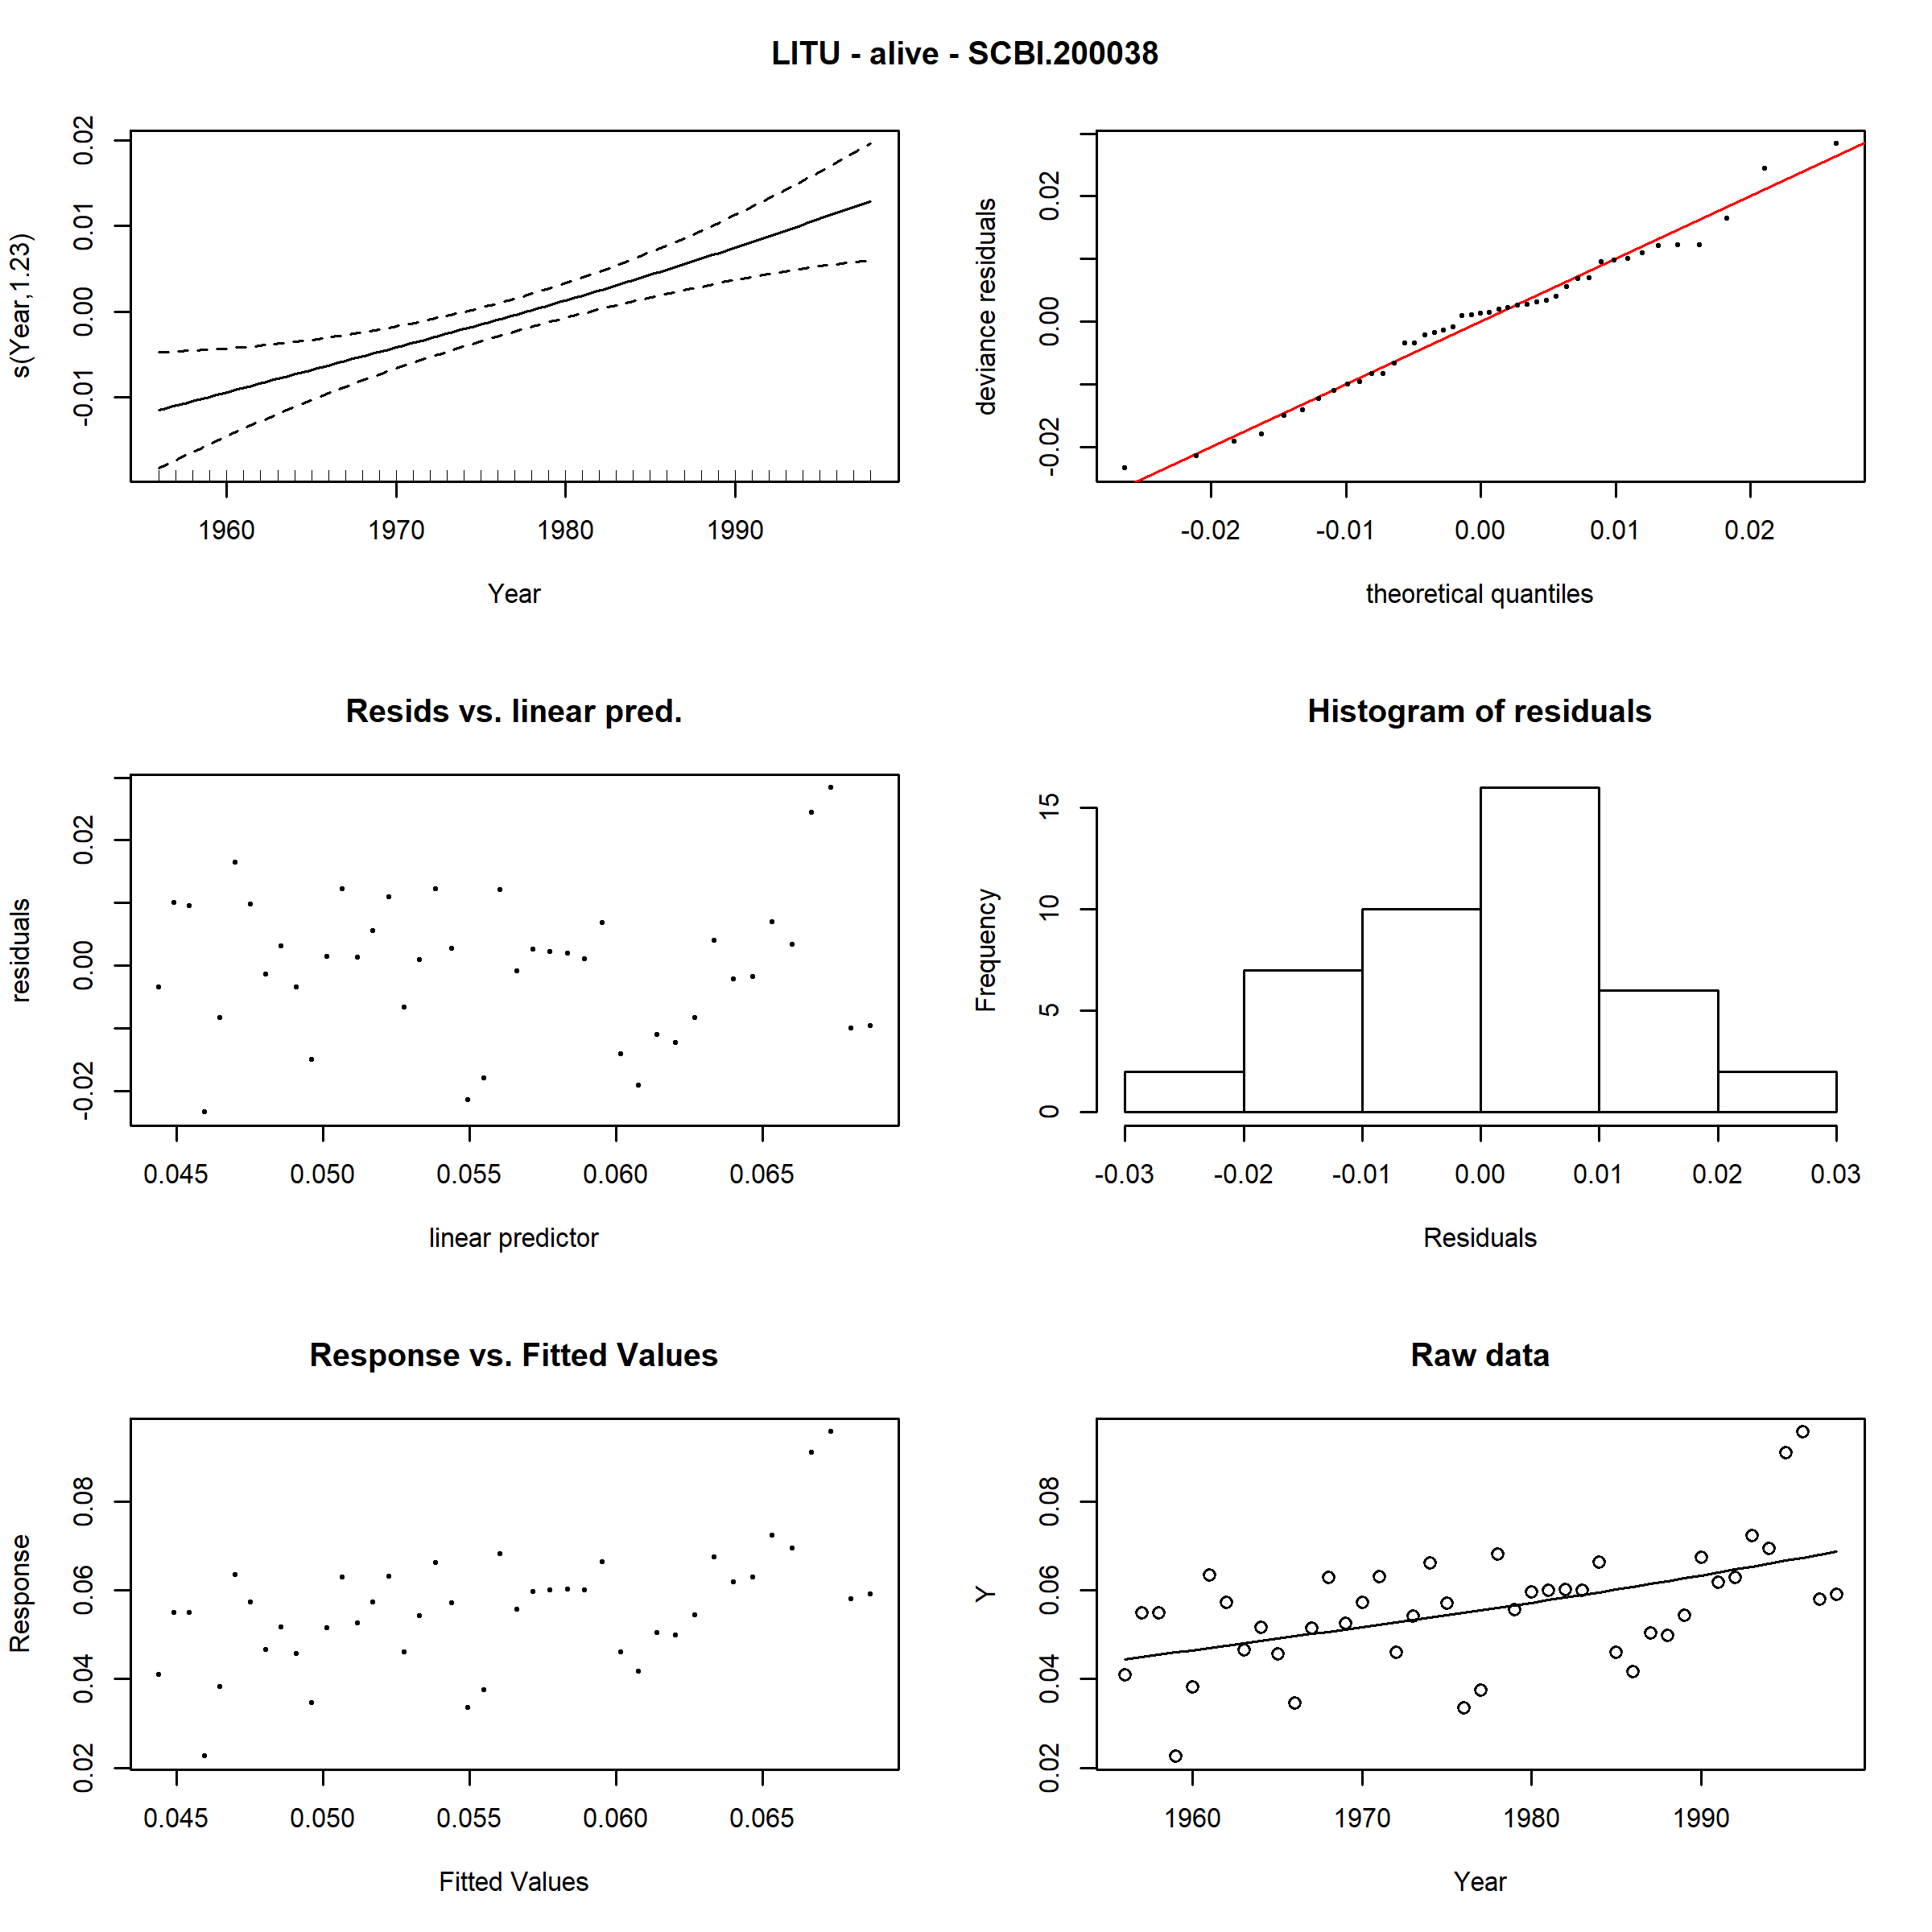 LITU - alive - SCBI.200038
s(Year,1.23)
-0.01 0.00 0.01 0.02
1960 1970 1980 1990
Year
deviance residuals
-0.02 0.00 0.02
-0.02 -0.01 0.00 0.01 0.02
theoretical quantiles
Resids vs. linear pred.
residuals
-0.02 0.00 0.02
0.045 0.050 0.055 0.060 0.065
linear predictor
Histogram of residuals
Frequency
0 5 10 15
-0.03 -0.02 -0.01 0.00 0.01 0.02 0.03
Residuals
Response vs. Fitted Values
Response
0.02 0.04 0.06 0.08
0.045 0.050 0.055 0.060 0.065
Fitted Values
Raw data
Y
0.02 0.04 0.06 0.08
1960 1970 1980 1990
Year